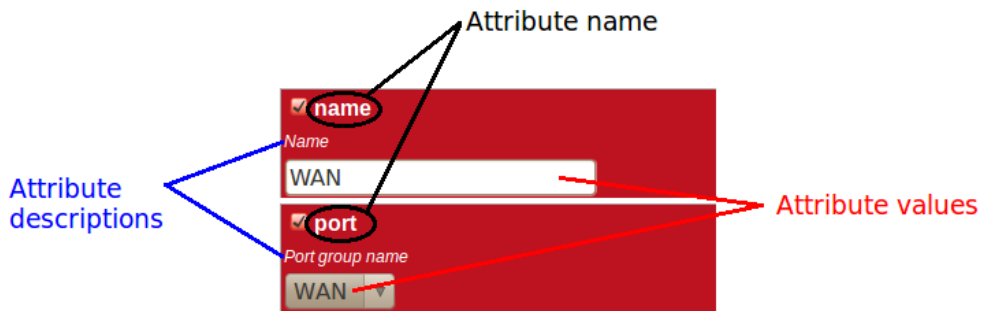 Attribute name
name
Name
WAN
Attribute
descriptions
Attribute values
port
Port group name
WAN